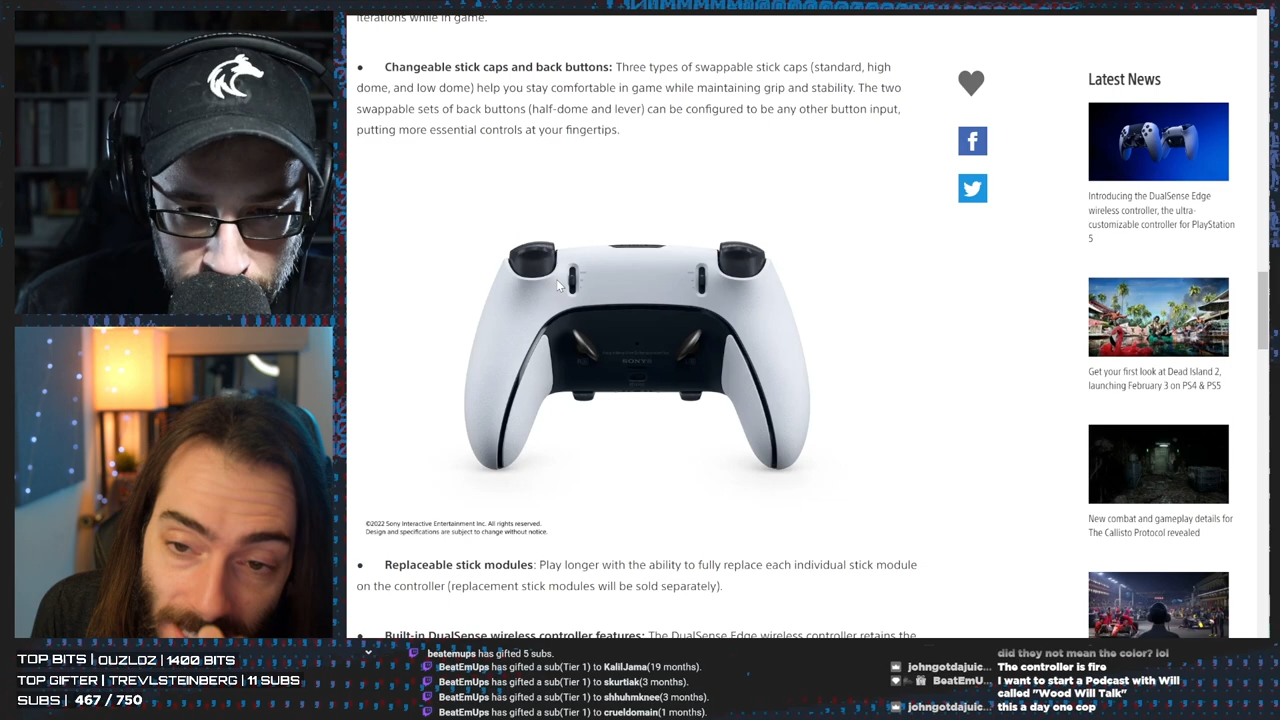 iterations while in game.
● Changeable stick caps and back buttons: Three types of swappable stick caps (standard, high
dome, and low dome) help you stay comfortable in game while maintaining grip and stability. The two
swappable sets of back buttons (half-dome and lever) can be configured to be any other button input,
putting more essential controls at your fingertips.
SONY
©2022 Sony Interactive Entertainment Inc. All rights reserved.
Design and specifications are subject to change without notice.
● Replaceable stick modules: Play longer with the ability to fully replace each individual stick module
on the controller (replacement stick modules will be sold separately).
● Built-in DualSense wireless controller features: The DualSense Edge wireless controller retains the
Latest News
Introducing the DualSense Edge
wireless controller, the ultra-
customizable controller for PlayStation
5
Get your first look at Dead Island 2,
launching February 3 on PS4 & PS5
New combat and gameplay details for
The Callisto Protocol revealed
TOP BITS | OUZLDZ | 1400 BITS
TOP GIFTER | TREVLSTEINBERG | 11 SUBS
SUBS | 467 / 750
beatemups has gifted 5 subs.
BeatEmUps has gifted a sub(Tier 1) to KalilJama(19 months).
BeatEmUps has gifted a sub(Tier 1) to skurtiak(3 months).
BeatEmUps has gifted a sub(Tier 1) to shhuhmknee(3 months).
BeatEmUps has gifted a sub(Tier 1) to crueldomain(1 months).
did they not mean the color? lol
johngotdajuic... The controller is fire
BeatEmU... I want to start a Podcast with Will
called "Wood Will Talk"
johngotdajuic... this a day one cop